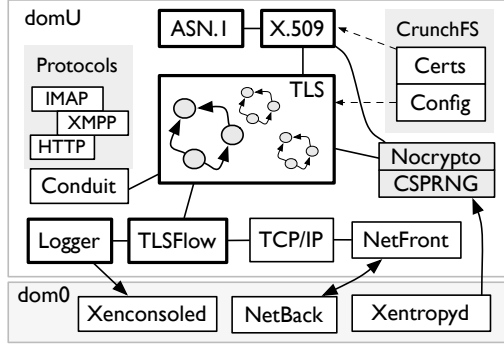 domU
ASN.1
X.509
CrunchFS
Certs
Config
Protocols
IMAP
XMPP
HTTP
TLS
Conduit
Nocrypto
CSPRNG
Logger
TLSFlow
TCP/IP
NetFront
dom0
Xenconsoled
NetBack
Xentropyd